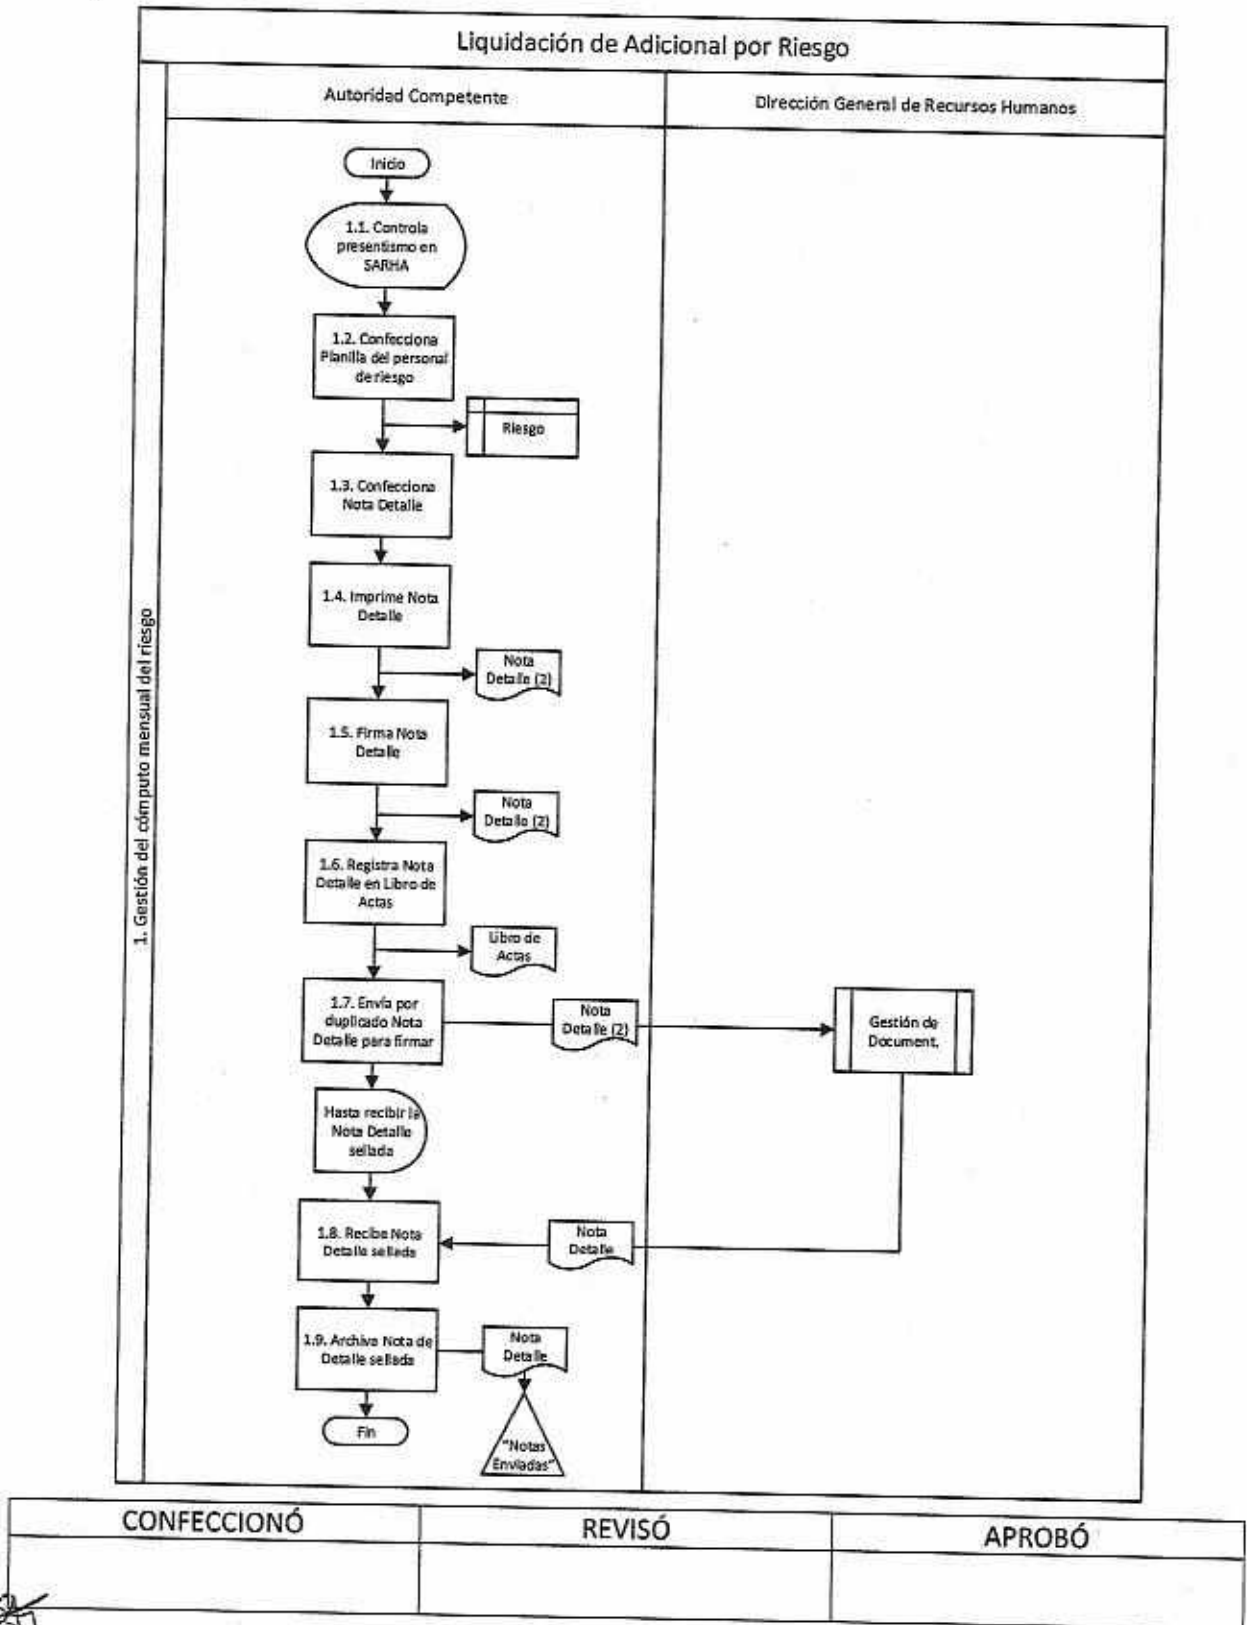 Liquidación de Adicional por Riesgo
Autoridad Competente
Dirección General de Recursos Humanos
1. Gestión del cómputo mensual del riesgo
Inicio
1.1. Controla
presentismo en
SARHA
1.2. Confecciona
Planilla del personal
de riesgo
Riesgo
1.3. Confecciona
Nota Detalle
1.4. Imprime Nota
Detalle
Nota
Detalle (2)
1.5. Firma Nota
Detalle
Nota
Detalle (2)
1.6. Registra Nota
Detalle en Libro de
Actas
Libro de
Actas
1.7. Envía por
duplicado Nota
Detalle para firmar
Nota
Detalle (2)
Gestión de
Document.
Hasta recibir la
Nota Detalle
sellada
1.8. Recibe Nota
Detalle sellada
Nota
Detalle
1.9. Archiva Nota de
Detalle sellada
Nota
Detalle
Fin
"Notas
Enviadas"
CONFECCIONÓ
REVISÓ
APROBÓ